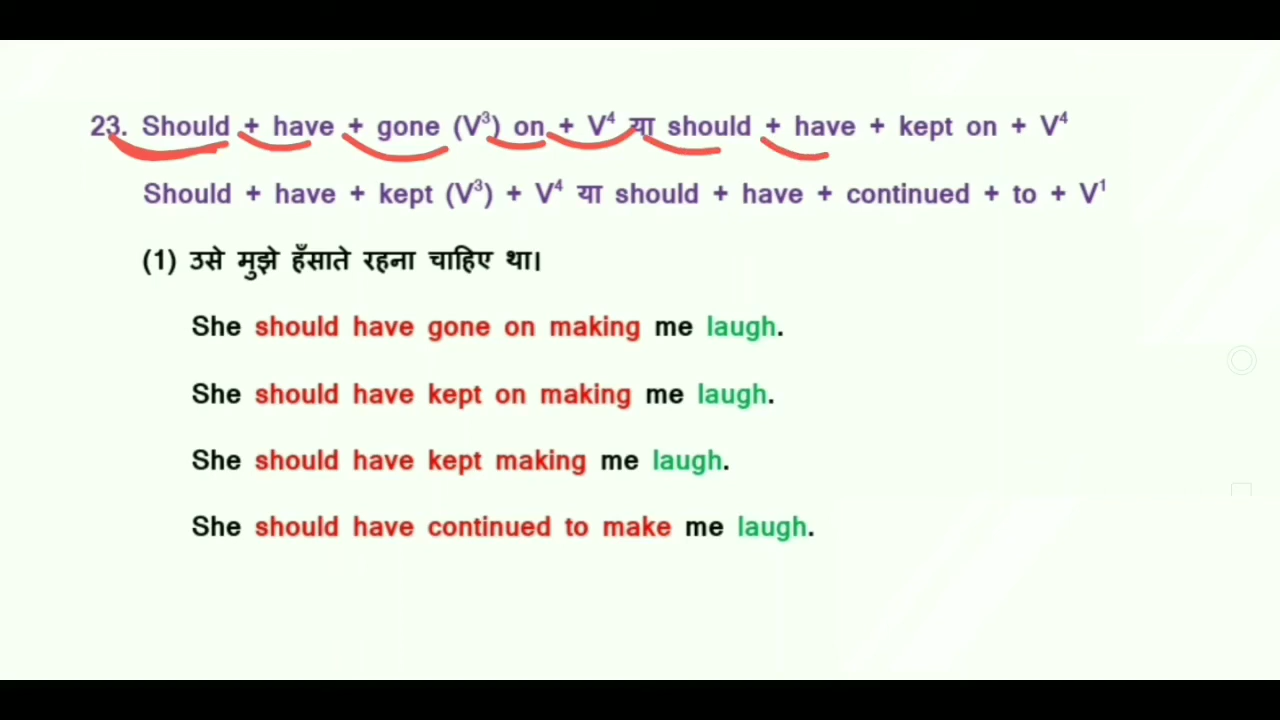 23. Should + have + gone (V³) on + V⁴ या should + have + kept on + V⁴
Should + have + kept (V³) + V⁴ या should + have + continued + to + V¹
(1) उसे मुझे हँसाते रहना चाहिए था।
She should have gone on making me laugh.
She should have kept on making me laugh.
She should have kept making me laugh.
She should have continued to make me laugh.